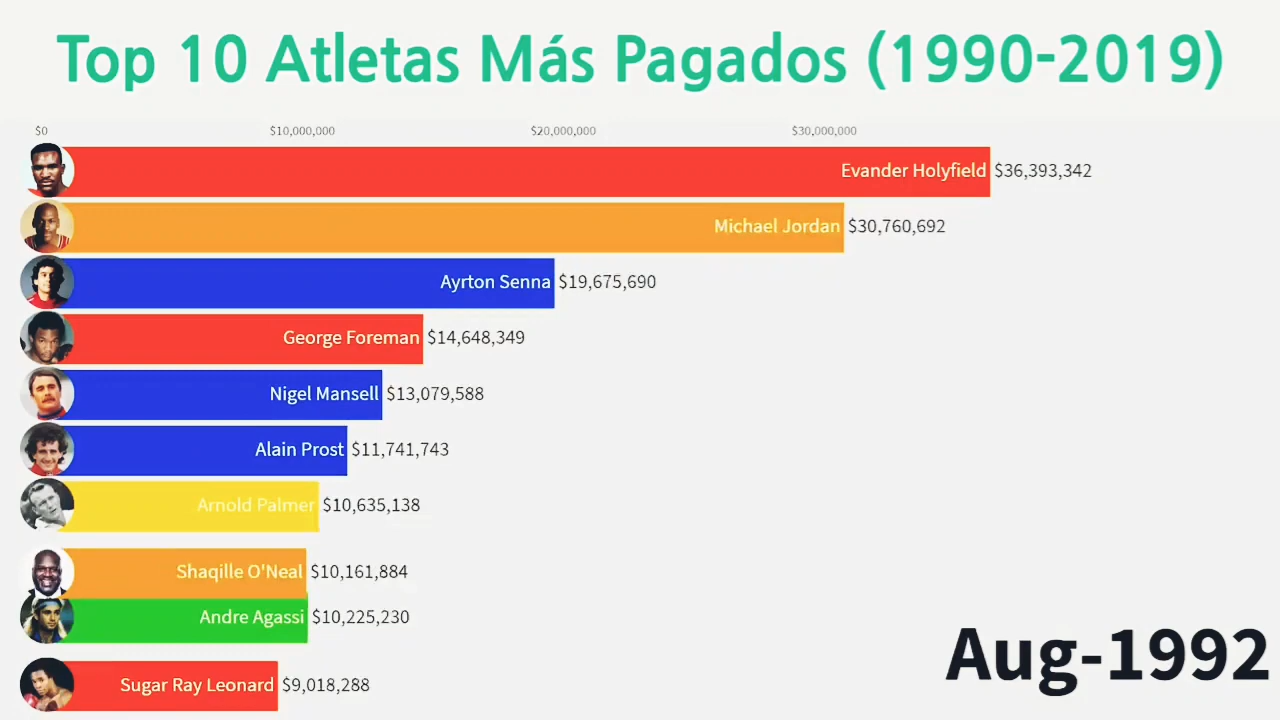 Top 10 Atletas Más Pagados (1990-2019)
$0 $10,000,000 $20,000,000 $30,000,000
Evander Holyfield $36,393,342
Michael Jordan $30,760,692
Ayrton Senna $19,675,690
George Foreman $14,648,349
Nigel Mansell $13,079,588
Alain Prost $11,741,743
Arnold Palmer $10,635,138
Shaqille O'Neal $10,161,884
Andre Agassi $10,225,230
Sugar Ray Leonard $9,018,288
Aug-1992